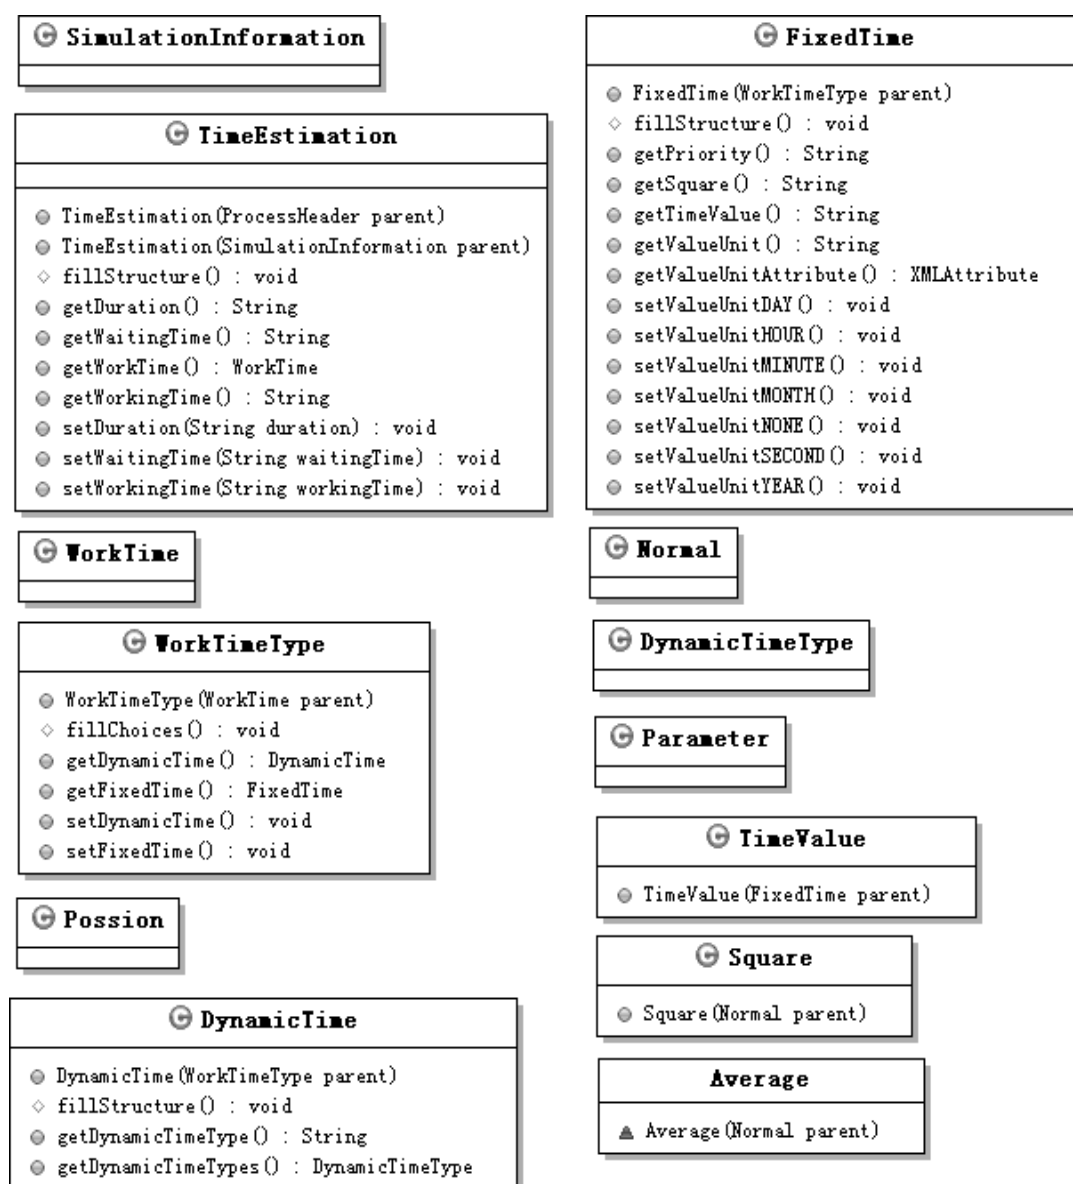 SimulationInformation
TimeEstimation
TimeEstimation(ProcessHeader parent)
TimeEstimation(SimulationInformation parent)
fillStructure() : void
getDuration() : String
getWaitingTime() : String
getWorkTime() : WorkTime
getWorkingTime() : String
setDuration(String duration) : void
setWaitingTime(String waitingTime) : void
setWorkingTime(String workingTime) : void
WorkTime
WorkTimeType
WorkTimeType(WorkTime parent)
fillChoices() : void
getDynamicTime() : DynamicTime
getFixedTime() : FixedTime
setDynamicTime() : void
setFixedTime() : void
Possion
DynamicTime
DynamicTime(WorkTimeType parent)
fillStructure() : void
getDynamicTimeType() : String
getDynamicTimeTypes() : DynamicTimeType
FixedTime
FixedTime(WorkTimeType parent)
fillStructure() : void
getPriority() : String
getSquare() : String
getTimeValue() : String
getValueUnit() : String
getValueUnitAttribute() : XMLAttribute
setValueUnitDAY() : void
setValueUnitHOUR() : void
setValueUnitMINUTE() : void
setValueUnitMONTH() : void
setValueUnitNONE() : void
setValueUnitSECOND() : void
setValueUnitYEAR() : void
Normal
DynamicTimeType
Parameter
TimeValue
TimeValue(FixedTime parent)
Square
Square(Normal parent)
Average
Average(Normal parent)